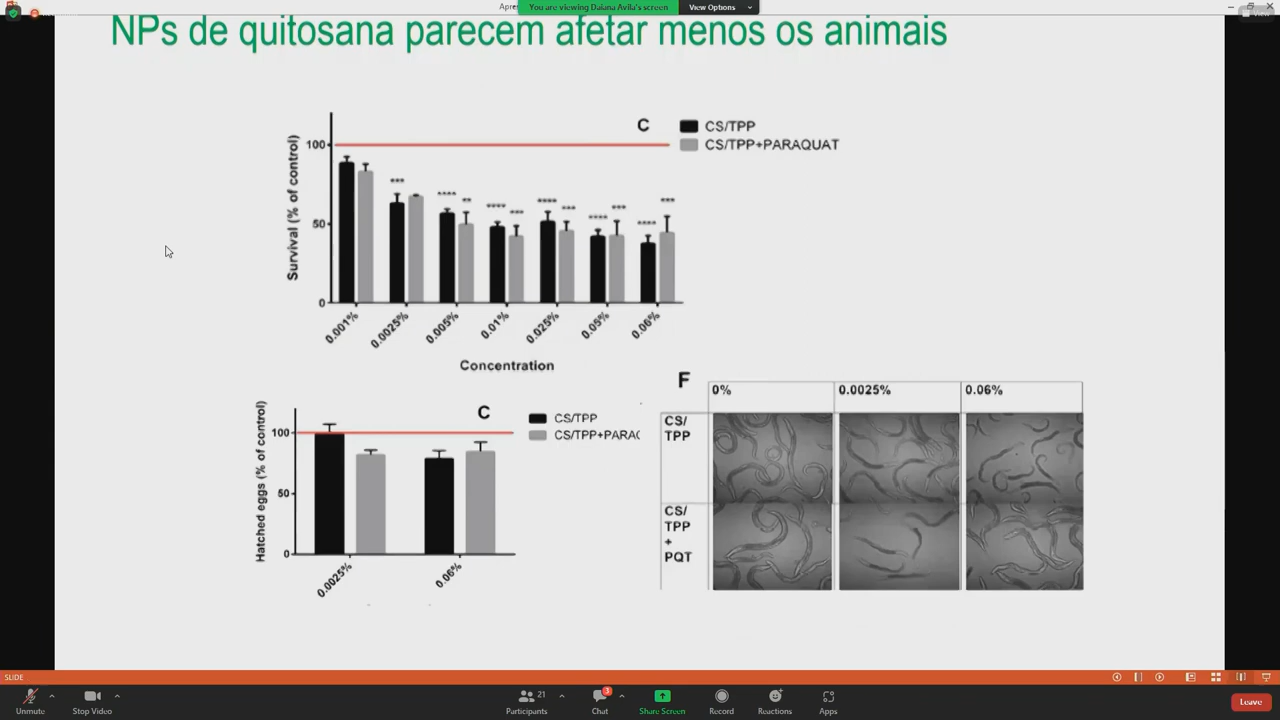 Apre
You are viewing Daiana Avila's screen
View Options
View
NPs de quitosana parecem afetar menos os animais
C
CS/TPP
CS/TPP+PARAQUAT
Survival (% of control)
100
50
0
*** **** ** **** *** **** *** **** *** **** ***
0.001% 0.0025% 0.005% 0.01% 0.025% 0.05% 0.06%
Concentration
C
CS/TPP
CS/TPP+PARAC
Hatched eggs (% of control)
100
50
0
0.0025% 0.06%
F
0% 0.0025% 0.06%
CS/
TPP
CS/
TPP
+
PQT
SLIDE
Unmute
Stop Video
21
Participants
3
Chat
Share Screen
Record
Reactions
Apps
Leave